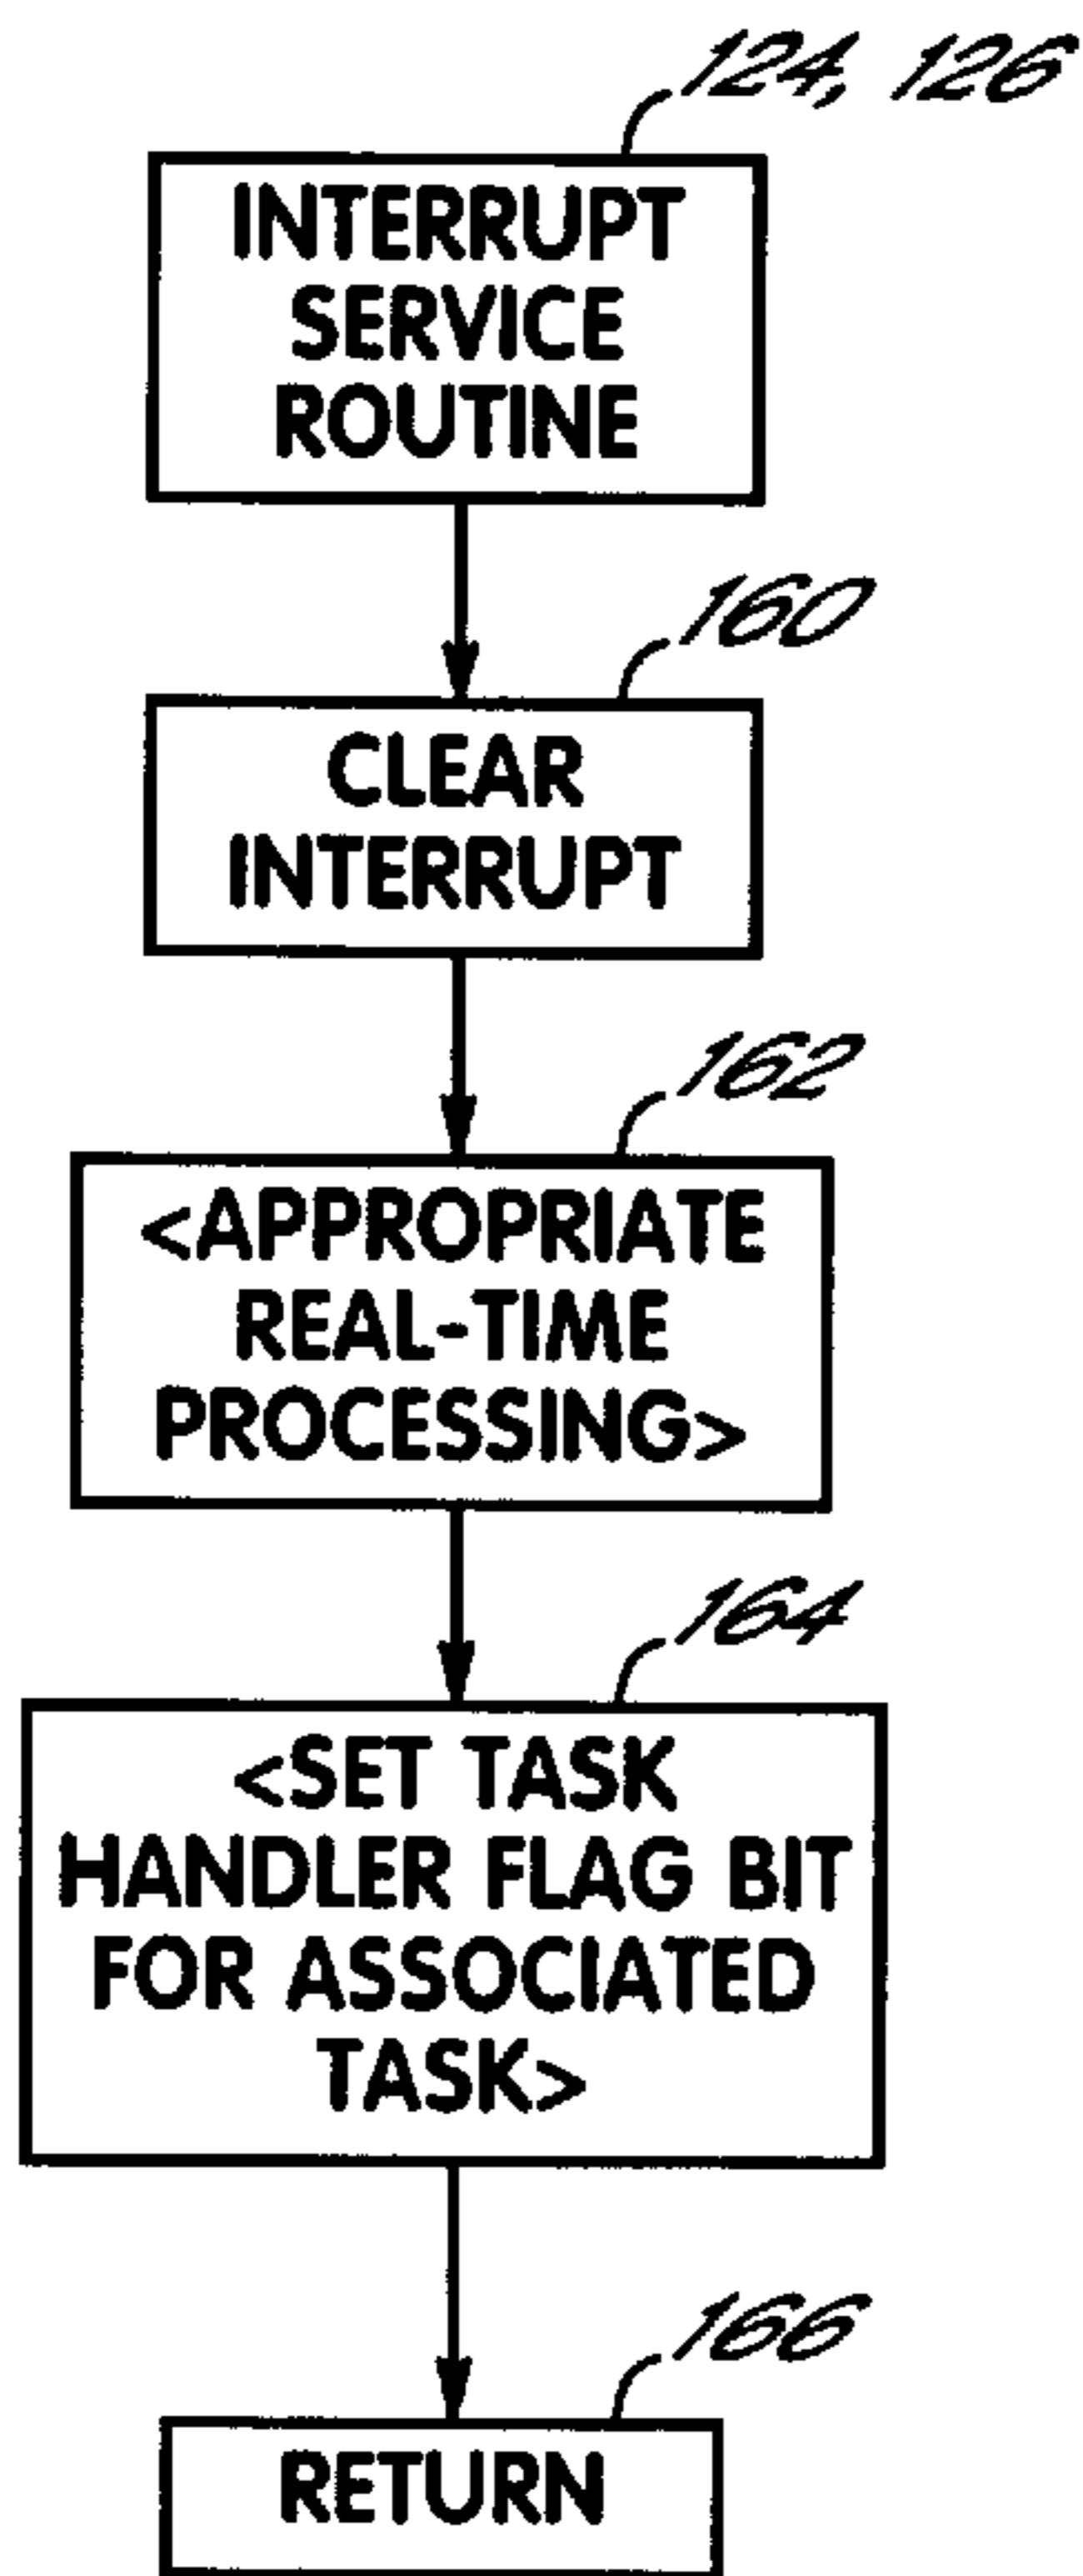 124, 126
INTERRUPT
SERVICE
ROUTINE
160
CLEAR
INTERRUPT
162
<APPROPRIATE
REAL-TIME
PROCESSING>
164
<SET TASK
HANDLER FLAG BIT
FOR ASSOCIATED
TASK>
166
RETURN